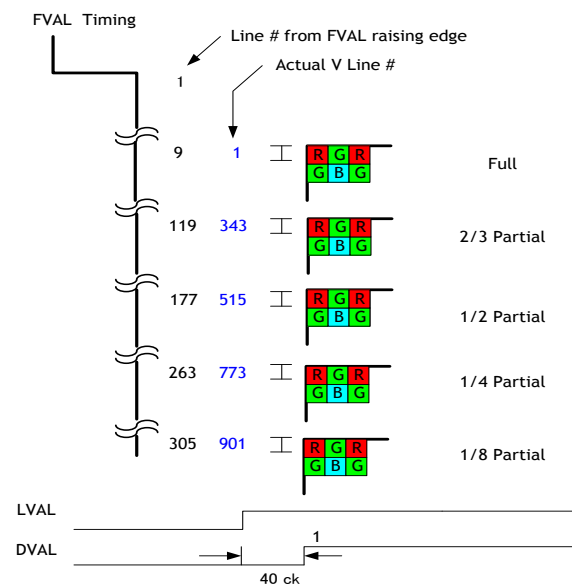 FVAL Timing
Line # from FVAL raising edge
Actual V Line #
1
9 1 R G R Full
G B G
119 343 R G R 2/3 Partial
G B G
177 515 R G R 1/2 Partial
G B G
263 773 R G R 1/4 Partial
G B G
305 901 R G R 1/8 Partial
G B G
LVAL
DVAL 1
40 ck